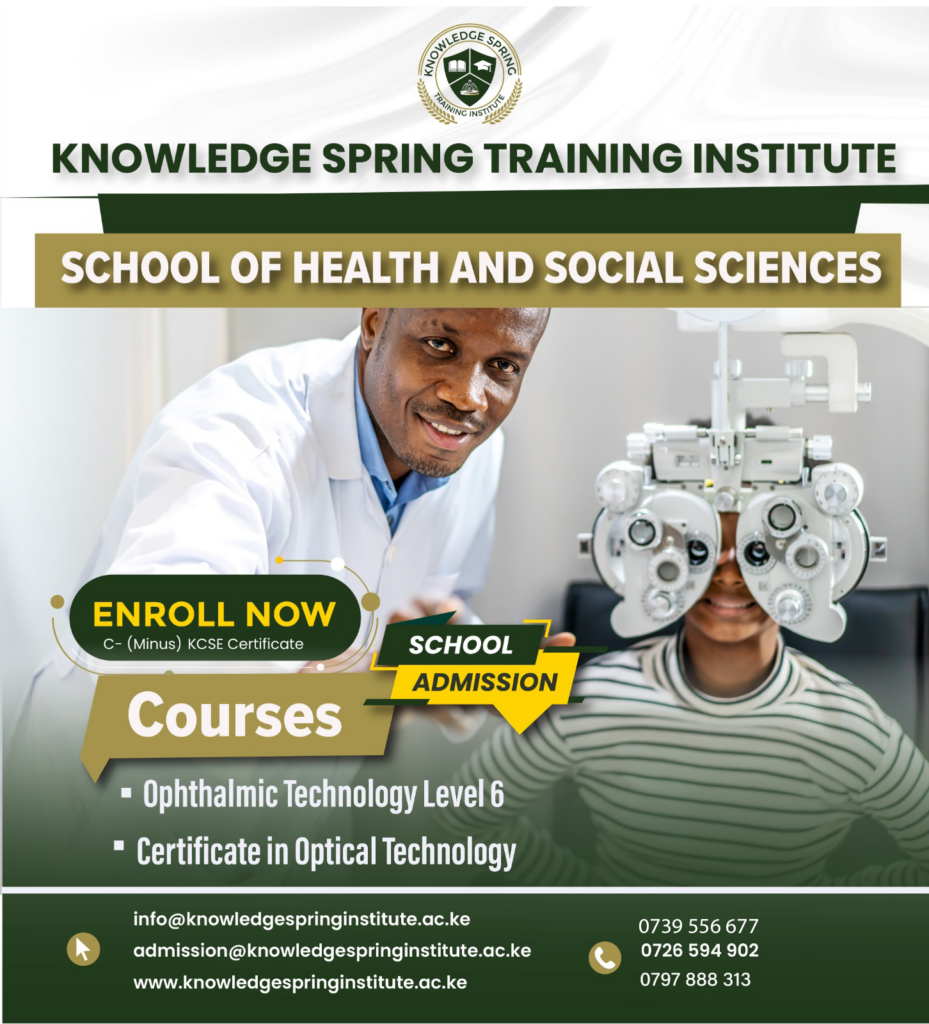 KNOWLEDGE SPRING
TRAINING INSTITUTE
KNOWLEDGE SPRING TRAINING INSTITUTE
SCHOOL OF HEALTH AND SOCIAL SCIENCES
ENROLL NOW
C- (Minus) KCSE Certificate
SCHOOL
ADMISSION
Courses
Ophthalmic Technology Level 6
Certificate in Optical Technology
info@knowledgespringinstitute.ac.ke
admission@knowledgespringinstitute.ac.ke
www.knowledgespringinstitute.ac.ke
0739 556 677
0726 594 902
0797 888 313